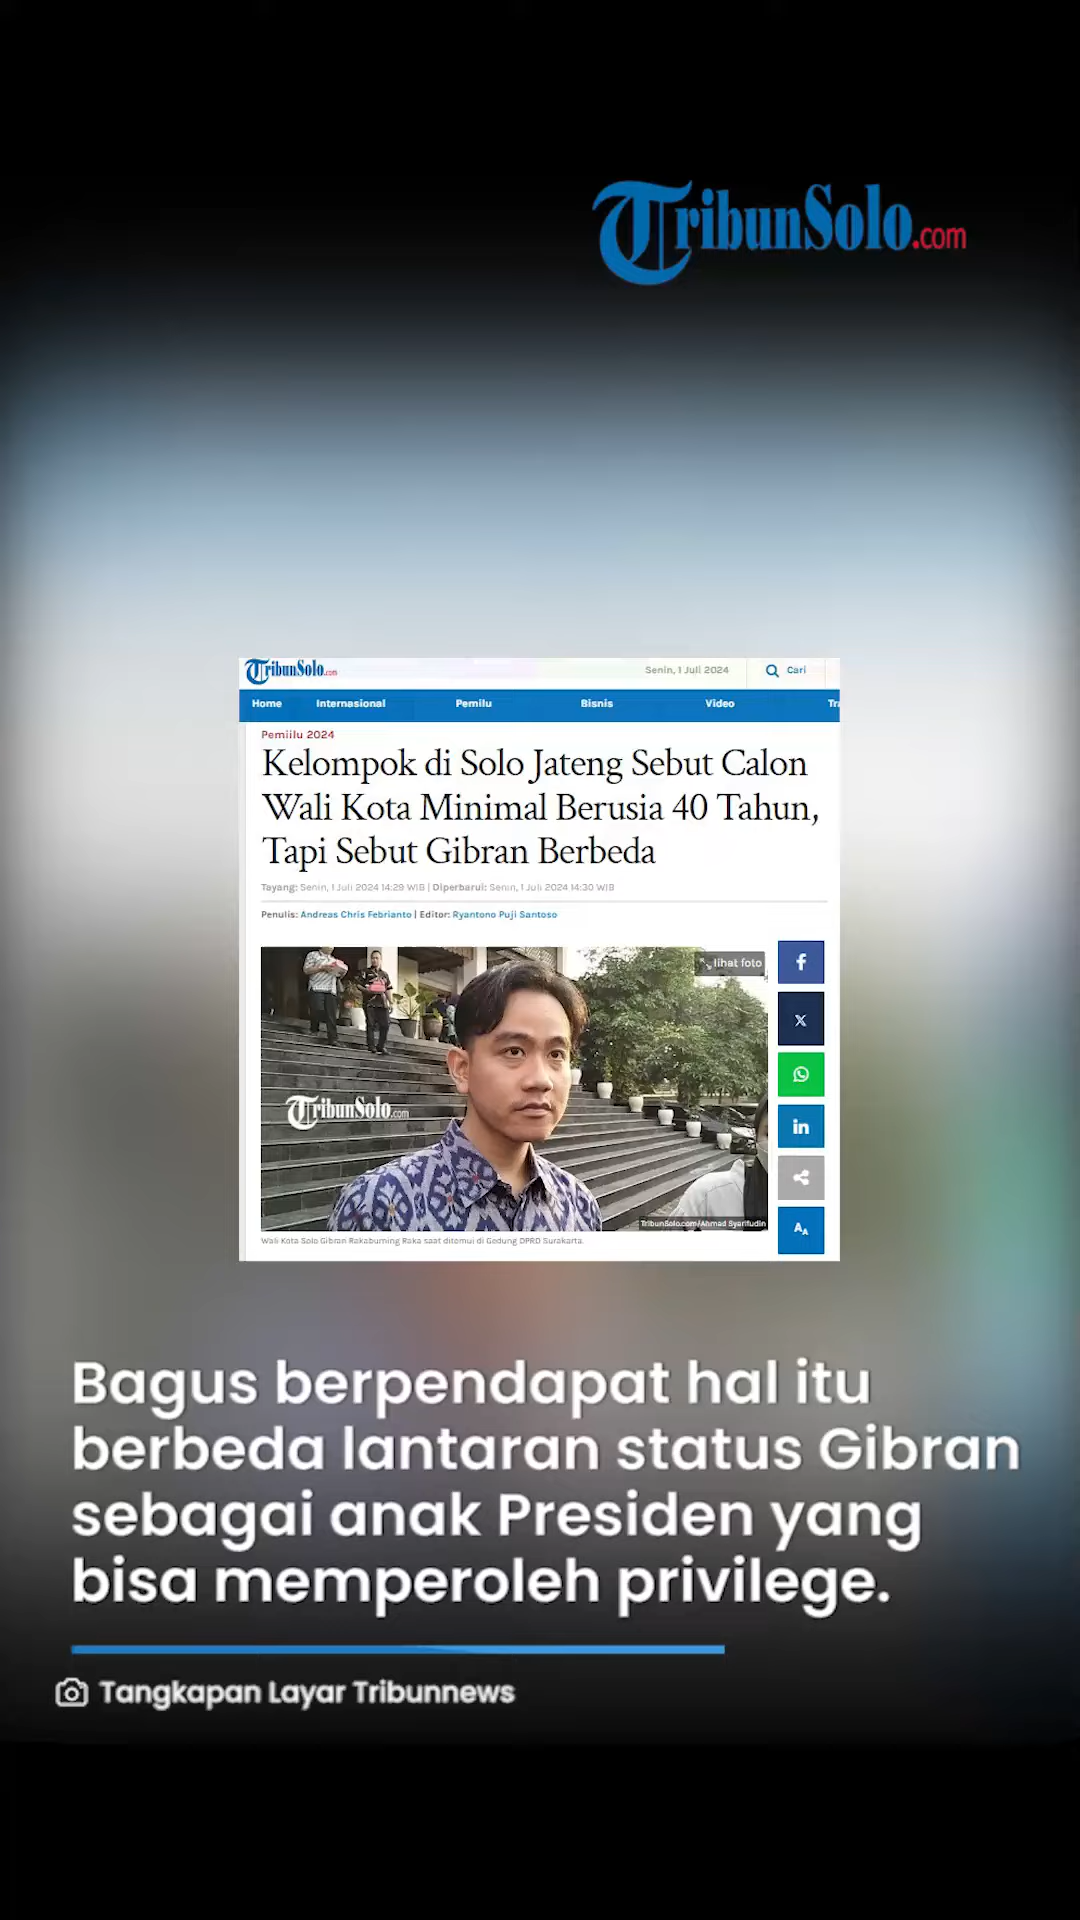 TribunSolo.com
TribunSolo.com
Senin, 1 Juli 2024
Cari
Home Internasional Pemilu Bisnis Video Tr
Pemiilu 2024
Kelompok di Solo Jateng Sebut Calon
Wali Kota Minimal Berusia 40 Tahun,
Tapi Sebut Gibran Berbeda
Tayang: Senin, 1 Juli 2024 14:29 WIB | Diperbarui: Senin, 1 Juli 2024 14:30 WIB
Penulis: Andreas Chris Febrianto | Editor: Ryantono Puji Santoso
lihat foto
TribunSolo.com
TribunSolo.com/Ahmad Syarifudin
Wali Kota Solo Gibran Rakabuming Raka saat ditemui di Gedung DPRD Surakarta.
f
X
in
AA
Bagus berpendapat hal itu
berbeda lantaran status Gibran
sebagai anak Presiden yang
bisa memperoleh privilege.
Tangkapan Layar Tribunnews